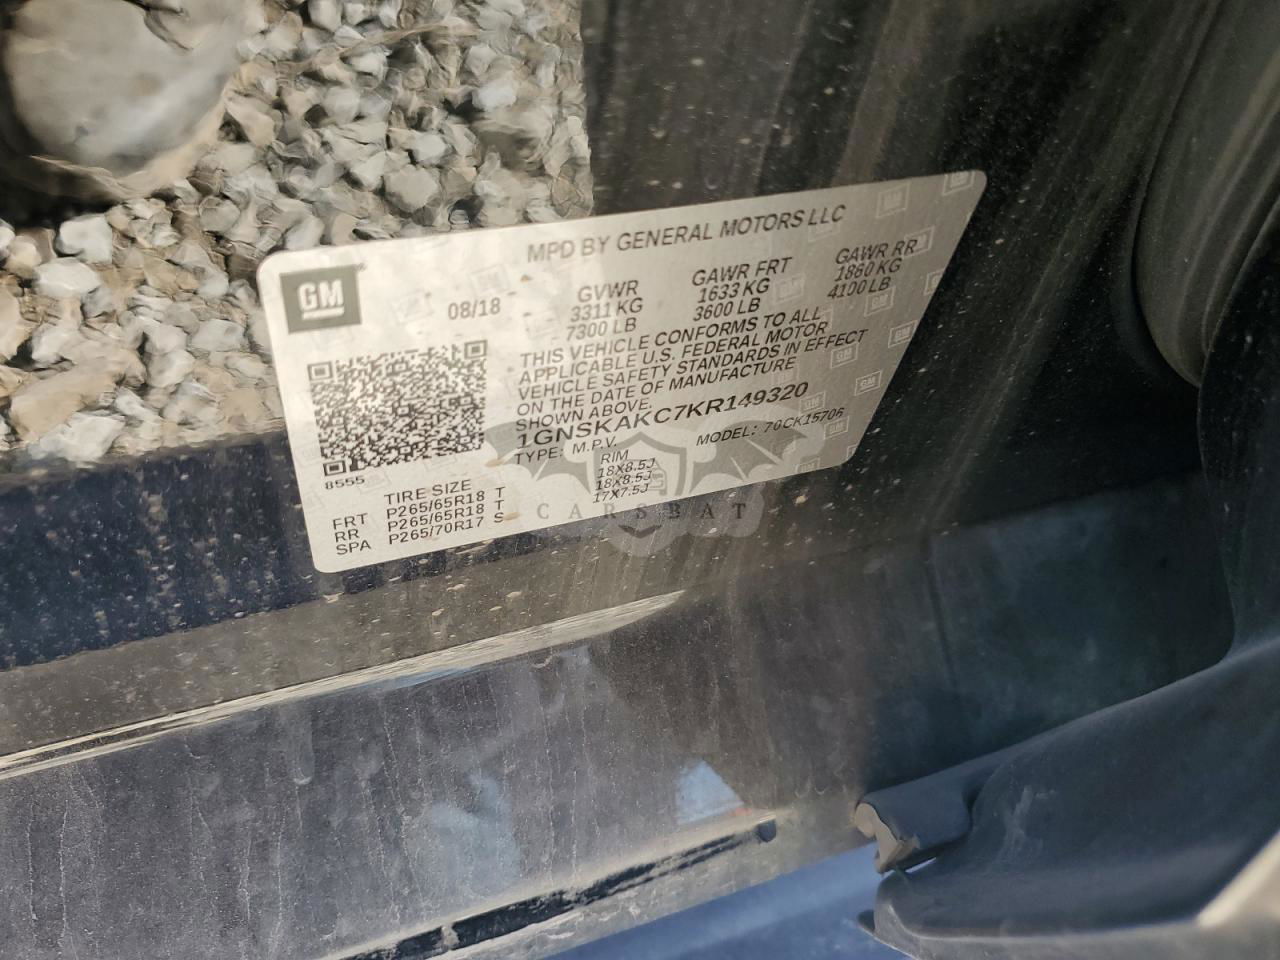 MPD BY GENERAL MOTORS LLC
GM
08/18
GVWR GAWR FRT GAWR RR
3311 KG 1633 KG 1860 KG
7300 LB 3600 LB 4100 LB
THIS VEHICLE CONFORMS TO ALL
APPLICABLE U.S. FEDERAL MOTOR
VEHICLE SAFETY STANDARDS IN EFFECT
ON THE DATE OF MANUFACTURE
SHOWN ABOVE.
1GNSKAKC7KR149320
TYPE: M.P.V. MODEL: 70CK15706
8555
TIRE SIZE RIM
FRT P265/65R18 T 18X8.5J
RR P265/65R18 T 18X8.5J
SPA P265/70R17 S 17X7.5J
CARSBAT